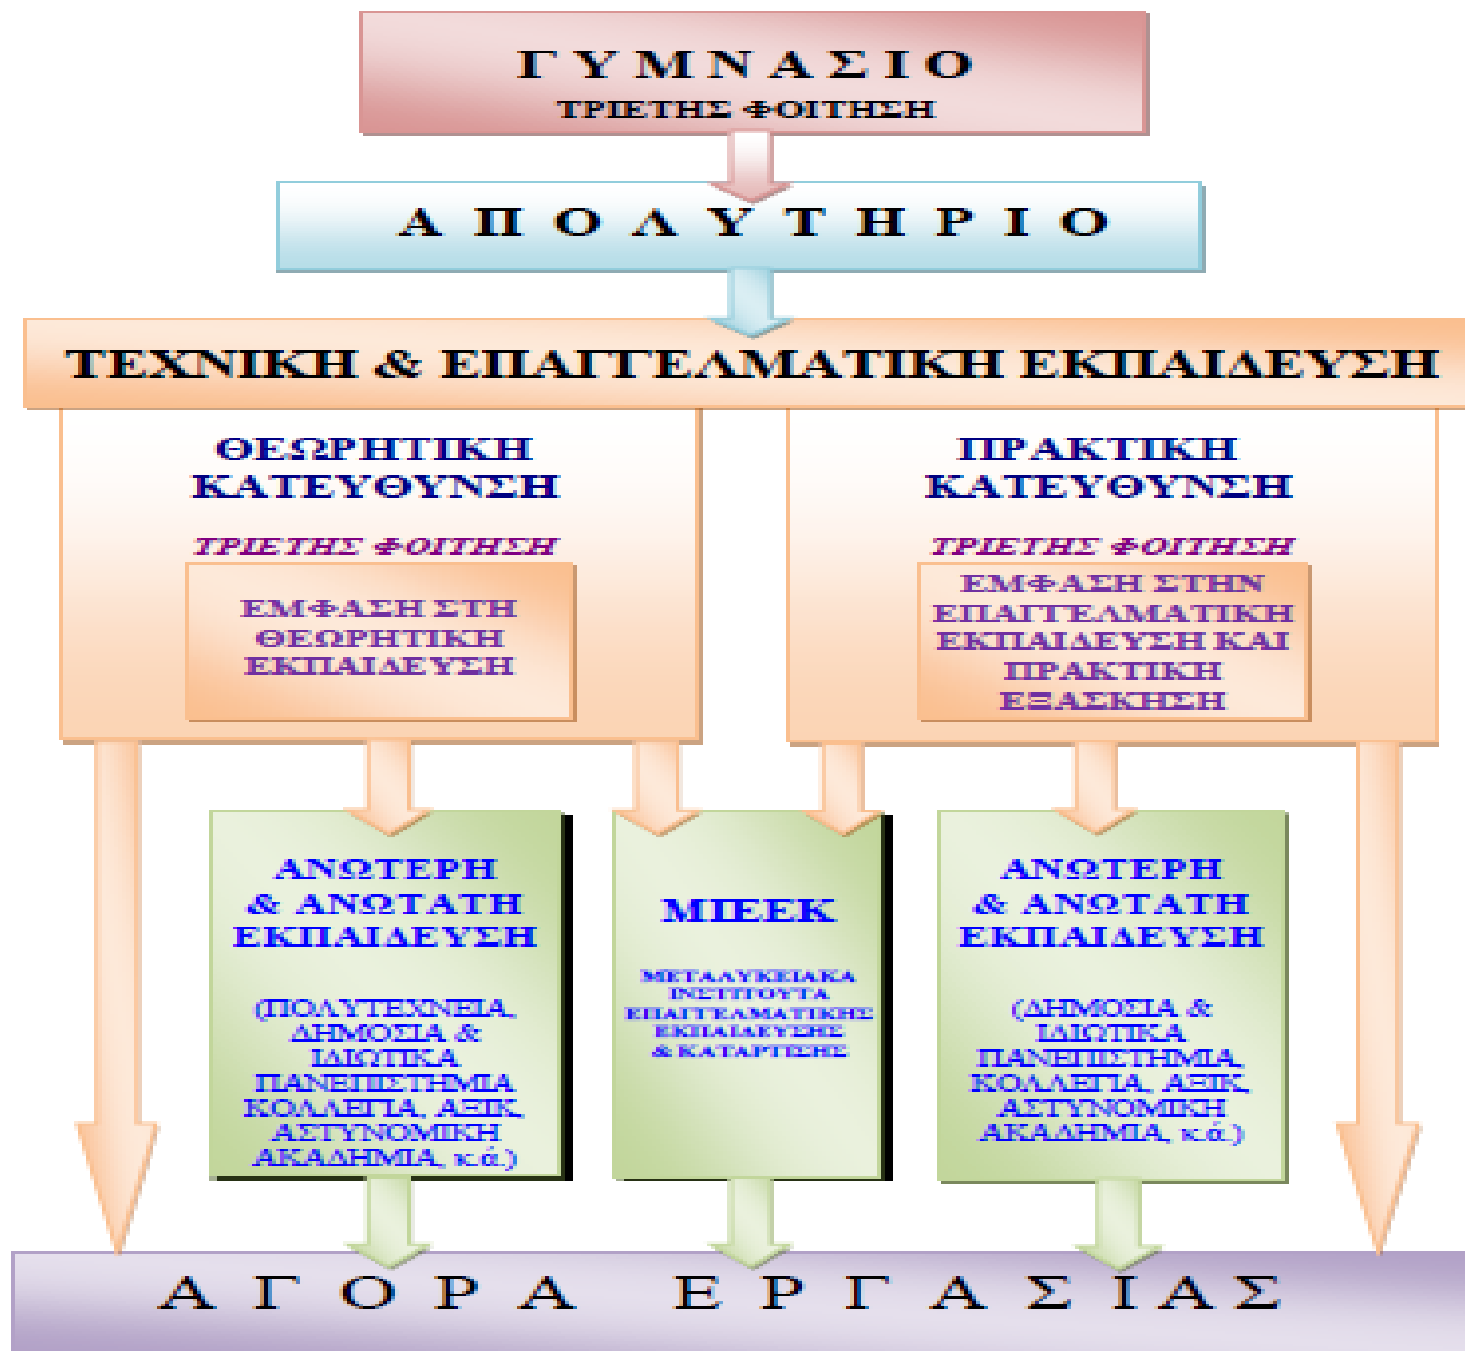 ΓΥΜΝΑΣΙΟ
ΤΡΙΕΤΗΣ ΦΟΙΤΗΣΗ
ΑΠΟΛΥΤΗΡΙΟ
ΤΕΧΝΙΚΗ & ΕΠΑΓΓΕΛΜΑΤΙΚΗ ΕΚΠΑΙΔΕΥΣΗ
ΘΕΩΡΗΤΙΚΗ
ΚΑΤΕΥΘΥΝΣΗ
ΤΡΙΕΤΗΣ ΦΟΙΤΗΣΗ
ΕΜΦΑΣΗ ΣΤΗ
ΘΕΩΡΗΤΙΚΗ
ΕΚΠΑΙΔΕΥΣΗ
ΠΡΑΚΤΙΚΗ
ΚΑΤΕΥΘΥΝΣΗ
ΤΡΙΕΤΗΣ ΦΟΙΤΗΣΗ
ΕΜΦΑΣΗ ΣΤΗΝ
ΕΠΑΓΓΕΛΜΑΤΙΚΗ
ΕΚΠΑΙΔΕΥΣΗ ΚΑΙ
ΠΡΑΚΤΙΚΗ
ΕΞΑΣΚΗΣΗ
ΑΝΩΤΕΡΗ
& ΑΝΩΤΑΤΗ
ΕΚΠΑΙΔΕΥΣΗ
(ΠΟΛΥΤΕΧΝΕΙΑ,
ΔΗΜΟΣΙΑ &
ΙΔΙΩΤΙΚΑ
ΠΑΝΕΠΙΣΤΗΜΙΑ
ΚΟΛΛΕΓΙΑ, ΑΞΙΚ,
ΑΣΤΥΝΟΜΙΚΗ
ΑΚΑΔΗΜΙΑ, κ.ά.)
ΜΙΕΕΚ
ΜΕΤΑΛΥΚΕΙΑΚΑ
ΙΝΣΤΙΤΟΥΤΑ
ΕΠΑΓΓΕΛΜΑΤΙΚΗΣ
ΕΚΠΑΙΔΕΥΣΗΣ
& ΚΑΤΑΡΤΙΣΗΣ
ΑΝΩΤΕΡΗ
& ΑΝΩΤΑΤΗ
ΕΚΠΑΙΔΕΥΣΗ
(ΔΗΜΟΣΙΑ &
ΙΔΙΩΤΙΚΑ
ΠΑΝΕΠΙΣΤΗΜΙΑ,
ΚΟΛΛΕΓΙΑ, ΑΞΙΚ,
ΑΣΤΥΝΟΜΙΚΗ
ΑΚΑΔΗΜΙΑ, κ.ά.)
ΑΓΟΡΑ ΕΡΓΑΣΙΑΣ